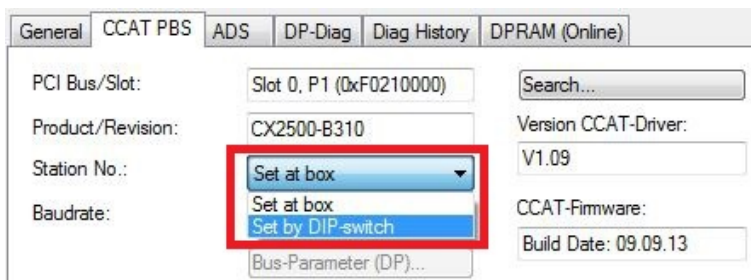 General CCAT PBS ADS DP-Diag Diag History DPRAM (Online)
PCI Bus/Slot: Slot 0, P1 (0xF0210000) Search...
Product/Revision: CX2500-B310 Version CCAT-Driver:
Station No.: Set at box V1.09
Baudrate: Set at box CCAT-Firmware:
Set by DIP-switch
Build Date: 09.09.13
Bus-Parameter (DP)...